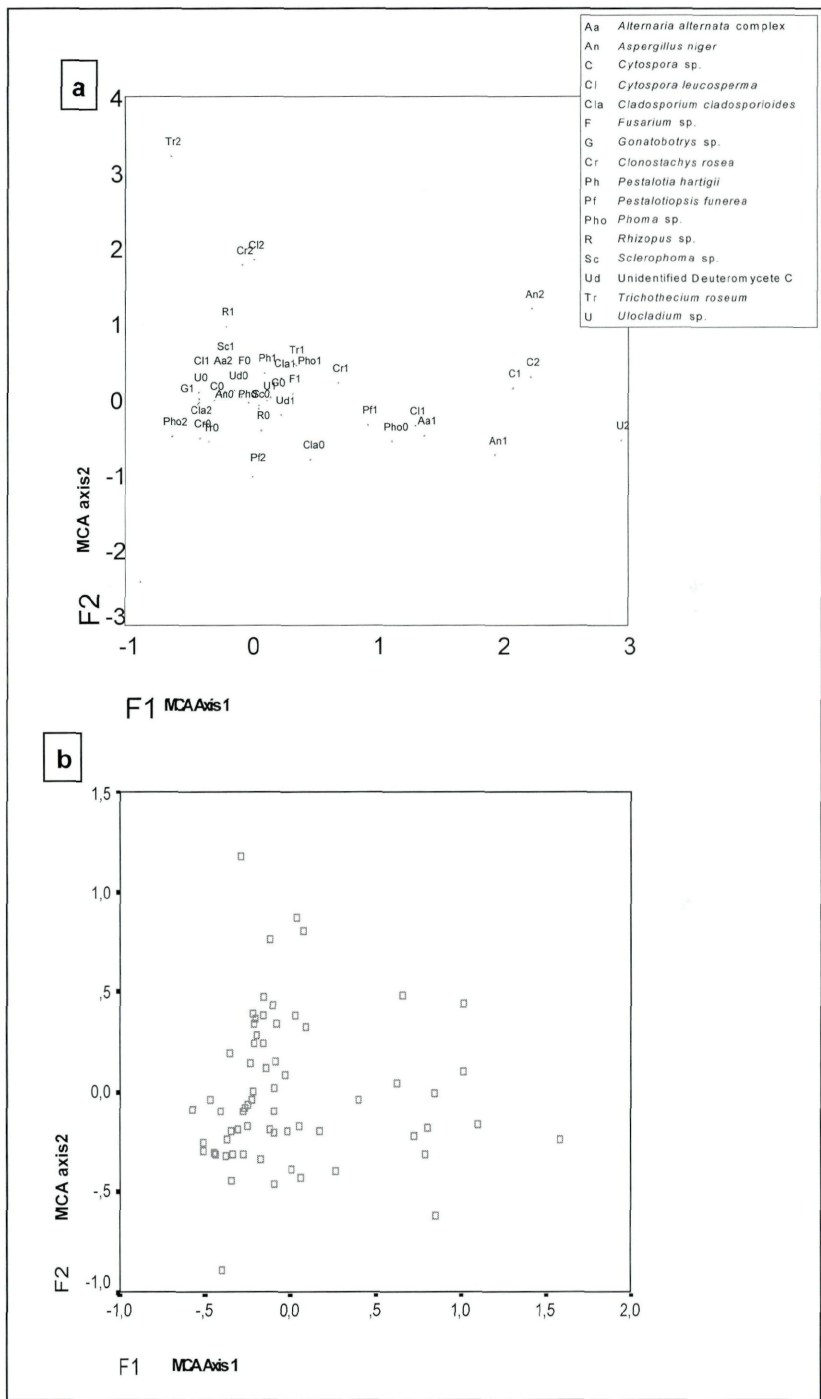 a
Aa Alternaria alternata complex
An Aspergillus niger
C Cytospora sp.
Cl Cytospora leucosperma
Cla Cladosporium cladosporioides
F Fusarium sp.
G Gonatobotrys sp.
Cr Clonostachys rosea
Ph Pestalotia hartigii
Pf Pestalotiopsis funerea
Pho Phoma sp.
R Rhizopus sp.
Sc Sclerophoma sp.
Ud Unidentified Deuteromycete C
Tr Trichothecium roseum
U Ulocladium sp.
4
3
2
1
0
-1
-2
-3
Tr2
Cl2
Cr2
An2
R1
Sc1
Tr1
Cl1 Aa2 F0 Ph1 Cla1 Pho1
Cr1
C2
C1
U0 Ud0 G0 F1
G1 C0 An0 Ph0 U1 Sc0
Ud1
Cla2 R0 Pf1 Cl1
Pho2 Tr0 Pho0 Aa1
U2
Cla0 An1
Pf2
MCA axis2
F2
-1 0 1 2 3
F1 MCA Axis 1
b
1,5
1,0
,5
0,0
-,5
-1,0
MCA axis2
F2
-1,0 -,5 0,0 ,5 1,0 1,5 2,0
F1 MCA Axis 1